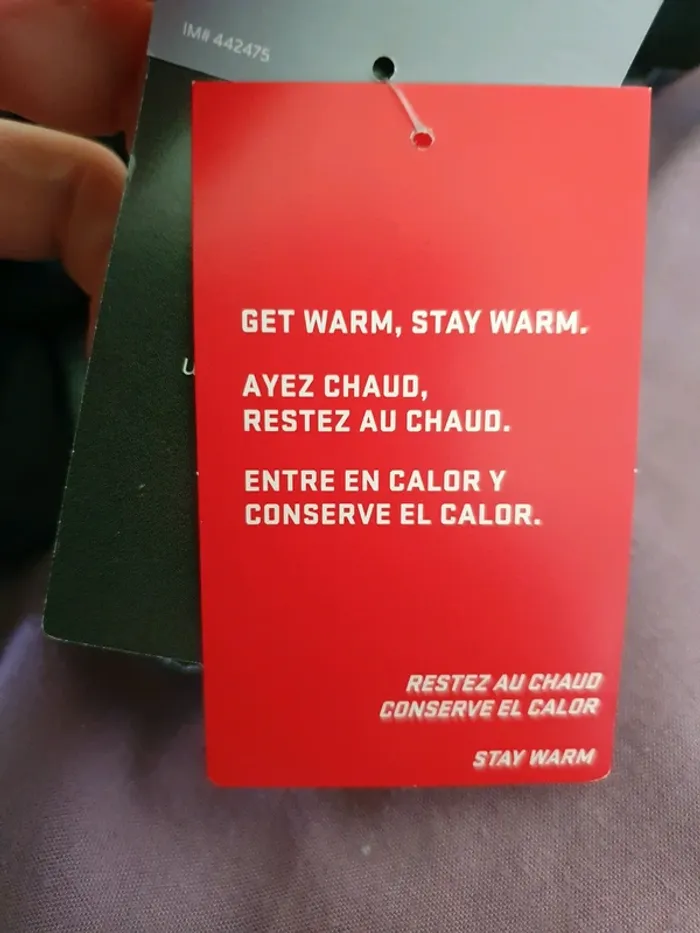 IM# 442475
GET WARM, STAY WARM.
AYEZ CHAUD,
RESTEZ AU CHAUD.
ENTRE EN CALOR Y
CONSERVE EL CALOR.
RESTEZ AU CHAUD
CONSERVE EL CALOR
STAY WARM